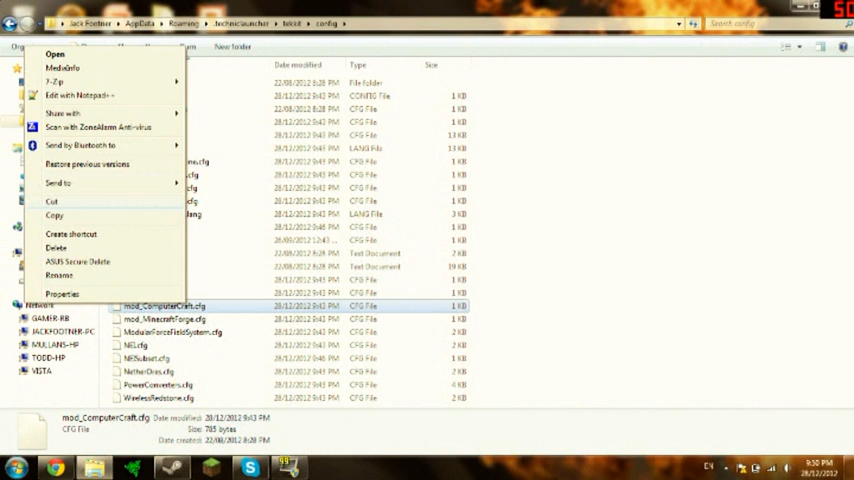 50
Jack Footner
AppData
Roaming
.techniclauncher
tekkit
config
Search config
New folder
Date modified
Type
Size
Open
MediaInfo
7-Zip
Edit with Notepad++
Share with
Scan with ZoneAlarm Anti-virus
Send by Bluetooth to
Restore previous versions
Send to
Cut
Copy
Create shortcut
Delete
ASUS Secure Delete
Rename
Properties
22/08/2012 8:28 PM File folder
28/12/2012 9:43 PM CONFIG File 1 KB
22/08/2012 8:28 PM CFG File 1 KB
28/12/2012 9:43 PM CFG File 1 KB
28/12/2012 9:43 PM CFG File 13 KB
28/12/2012 9:43 PM LANG File 13 KB
28/12/2012 9:43 PM CFG File 1 KB
28/12/2012 9:43 PM CFG File 1 KB
28/12/2012 9:43 PM CFG File 1 KB
28/12/2012 9:43 PM CFG File 1 KB
28/12/2012 9:43 PM LANG File 3 KB
28/12/2012 9:43 PM CFG File 1 KB
26/09/2012 12:43 ... CFG File 1 KB
22/08/2012 8:28 PM Text Document 2 KB
22/08/2012 8:28 PM Text Document 19 KB
28/12/2012 9:43 PM CFG File 1 KB
Network
mod_ComputerCraft.cfg 28/12/2012 9:43 PM CFG File 1 KB
GAMER-RB
mod_MinecraftForge.cfg 28/12/2012 9:43 PM CFG File 1 KB
JACKFOOTNER-PC
ModularForceFieldSystem.cfg 28/12/2012 9:43 PM CFG File 2 KB
MULLANS-HP
NEI.cfg 28/12/2012 9:43 PM CFG File 2 KB
TODD-HP
NEISubset.cfg 28/12/2012 9:46 PM CFG File 1 KB
VISTA
NetherOres.cfg 28/12/2012 9:43 PM CFG File 2 KB
PowerConverters.cfg 28/12/2012 9:43 PM CFG File 4 KB
WirelessRedstone.cfg 28/12/2012 9:43 PM CFG File 2 KB
mod_ComputerCraft.cfg Date modified: 28/12/2012 9:43 PM
CFG File
Size: 785 bytes
Date created: 22/08/2012 8:28 PM
99
EN
9:50 PM
28/12/2012